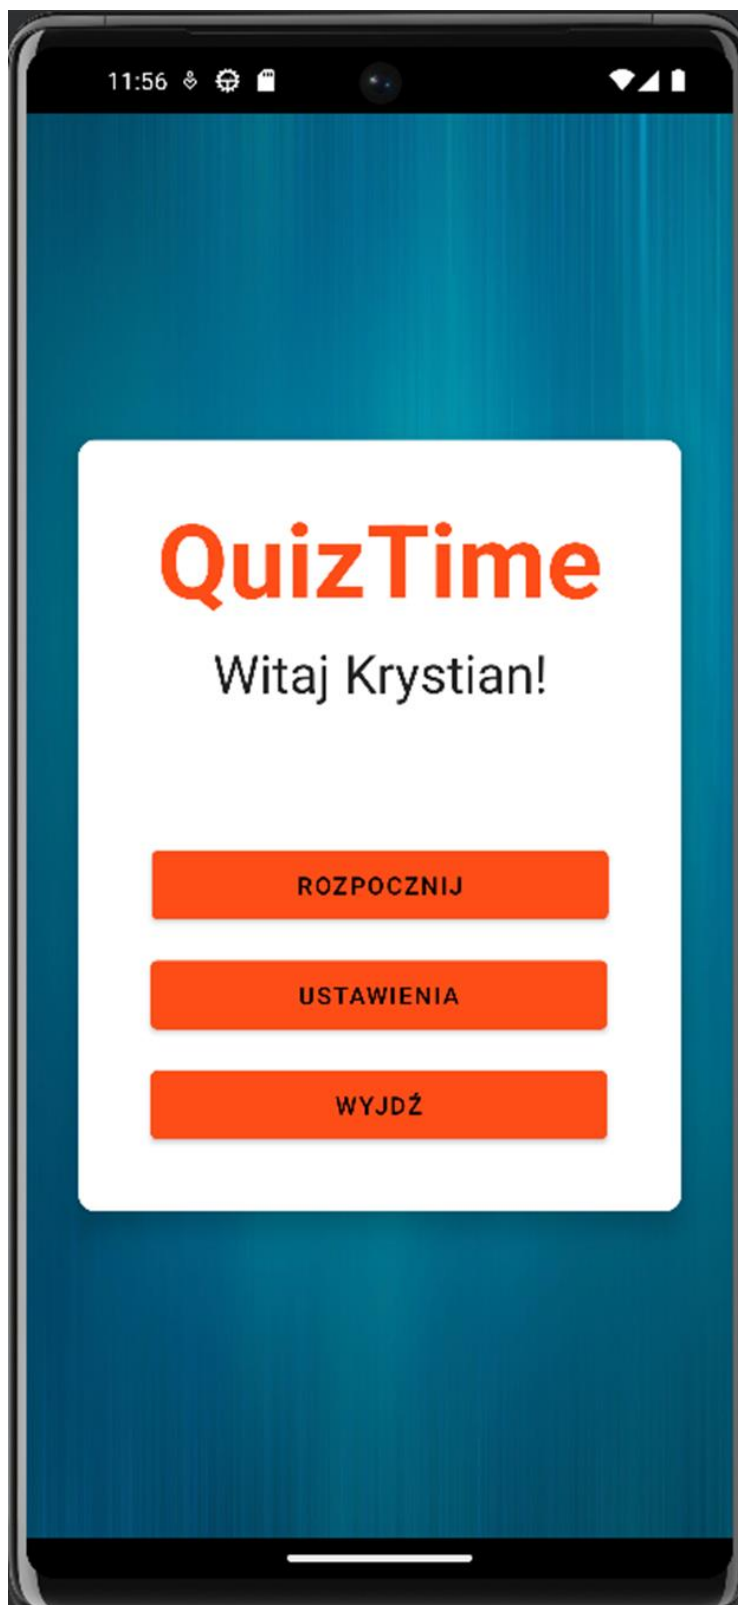 11:56
QuizTime
Witaj Krystian!
ROZPOCZNIJ
USTAWIENIA
WYJDŹ